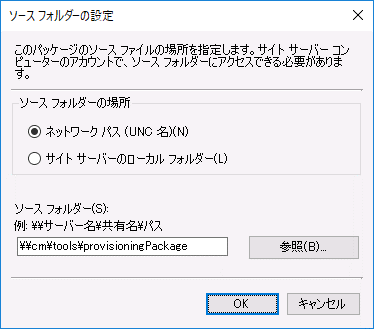 ソース フォルダーの設定
このパッケージのソース ファイルの場所を指定します。サイト サーバー コン
ピューターのアカウントで、ソース フォルダーにアクセスできる必要がありま
す。
ソース フォルダーの場所
ネットワーク パス (UNC 名)(N)
サイト サーバーのローカル フォルダー(L)
ソース フォルダー(S):
例: ¥¥サーバー名¥共有名¥パス
¥¥cm¥tools¥provisioningPackage
参照(B)...
OK
キャンセル